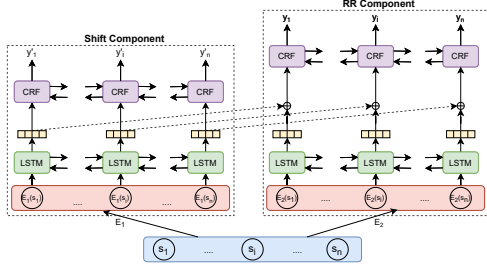 RR Component
y1 yi yn
Shift Component
y'1 y'i y'n
CRF CRF CRF
CRF CRF CRF
LSTM LSTM LSTM
LSTM LSTM LSTM
E1(s1) .... E1(si) .... E1(sn)
E2(s1) .... E2(si) .... E2(sn)
E1 E2
s1 .... si .... sn